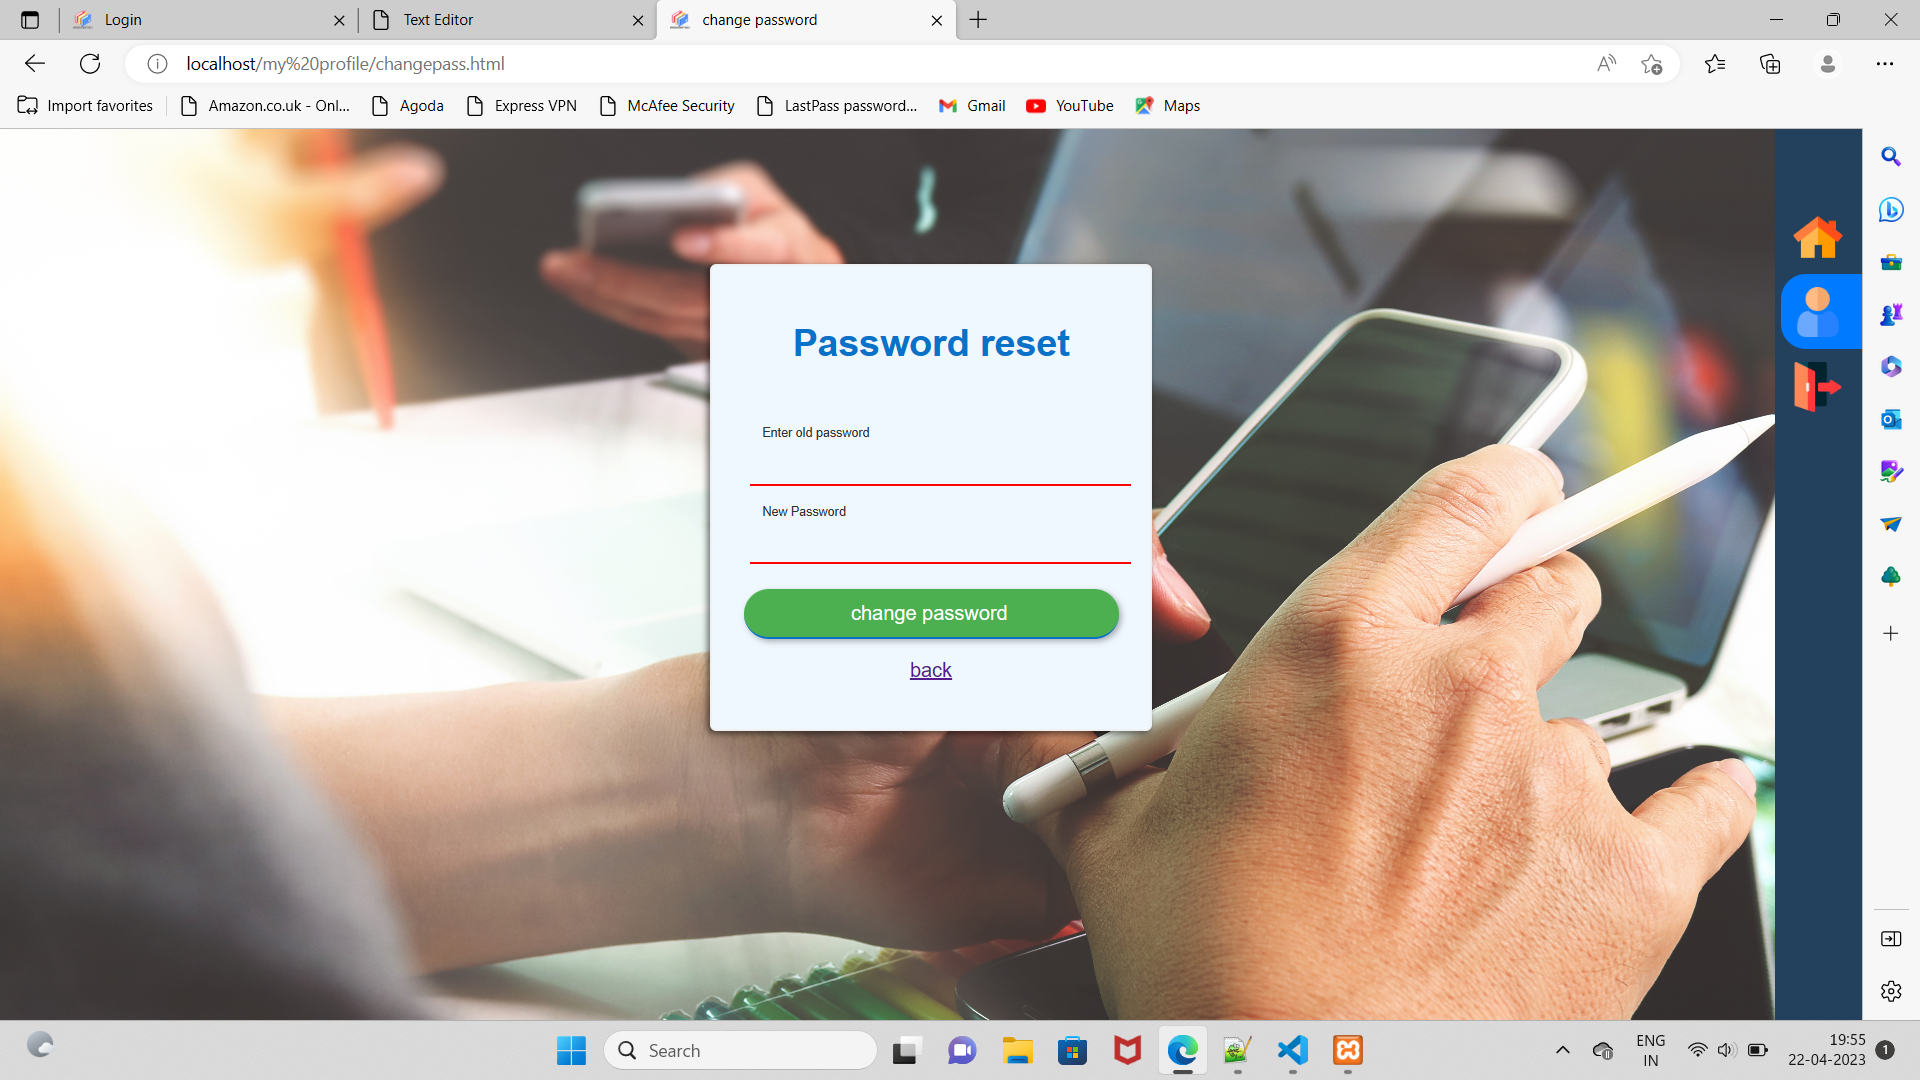 Login
Text Editor
change password
localhost/my%20profile/changepass.html
Import favorites
Amazon.co.uk - Onl...
Agoda
Express VPN
McAfee Security
LastPass password...
Gmail
YouTube
Maps
Password reset
Enter old password
New Password
change password
back
Search
ENG
IN
19:55
22-04-2023
1